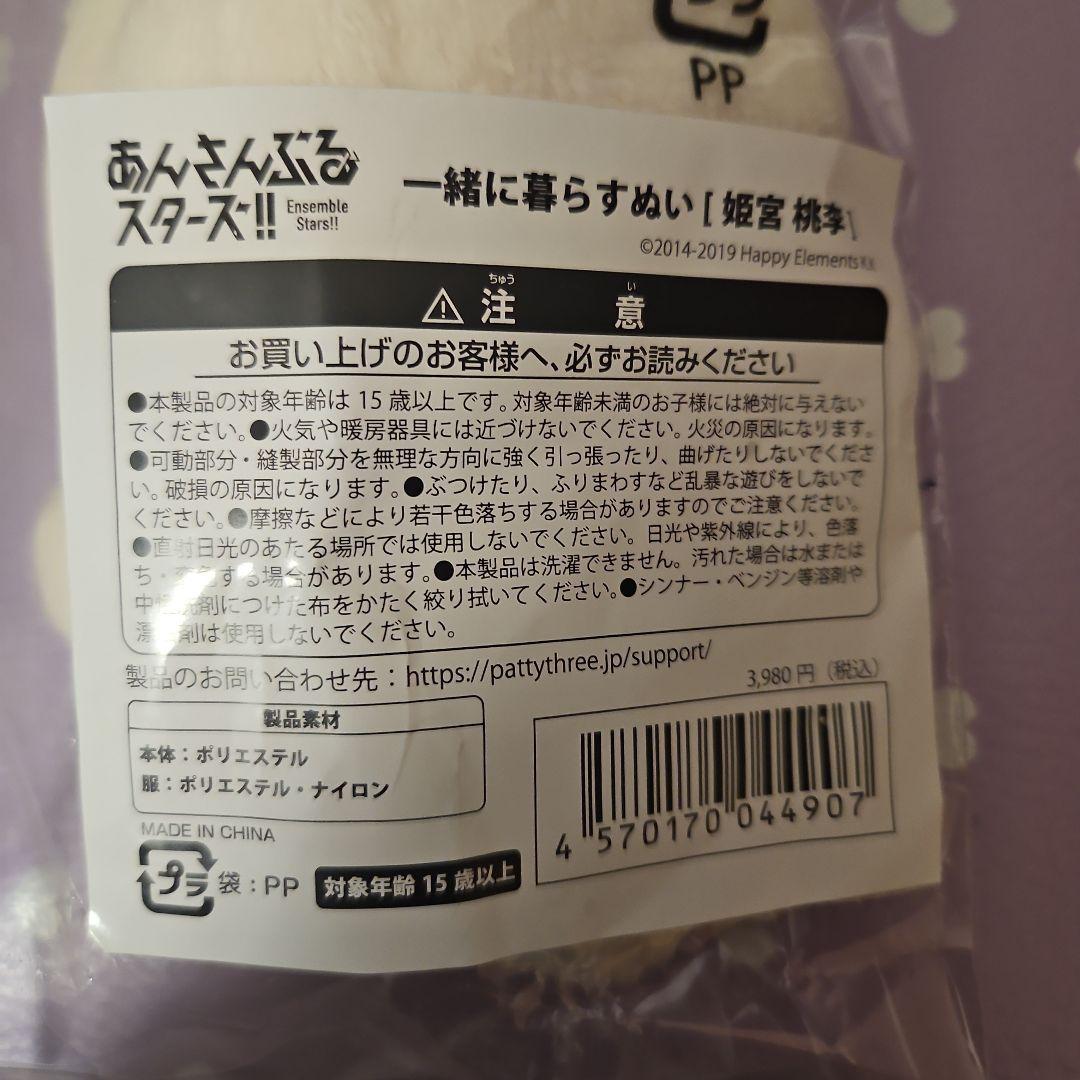 PP
あんさんぶる
スターズ!!
Ensemble
Stars!!
一緒に暮らすぬい [ 姫宮 桃李]
©2014-2019 Happy Elements K.K
ちゅう い
⚠ 注 意
お買い上げのお客様へ、必ずお読みください
●本製品の対象年齢は 15 歳以上です。対象年齢未満のお子様には絶対に与えない
でください。●火気や暖房器具には近づけないでください。火災の原因になります。
●可動部分・縫製部分を無理な方向に強く引っ張ったり、曲げたりしないでくださ
い。破損の原因になります。●ぶつけたり、ふりまわすなど乱暴な遊びをしないで
ください。●摩擦などにより若干色落ちする場合がありますのでご注意ください。
●直射日光のあたる場所では使用しないでください。日光や紫外線により、色落
ち・変色する場合があります。●本製品は洗濯できません。汚れた場合は水または
中性洗剤につけた布をかたく絞り拭いてください。●シンナー・ベンジン等溶剤や
漂白剤は使用しないでください。
製品のお問い合わせ先：https://pattythree.jp/support/
3,980 円（税込）
製品素材
本体：ポリエステル
服：ポリエステル・ナイロン
4 570170 044907
MADE IN CHINA
プラ 袋：PP
対象年齢 15 歳以上